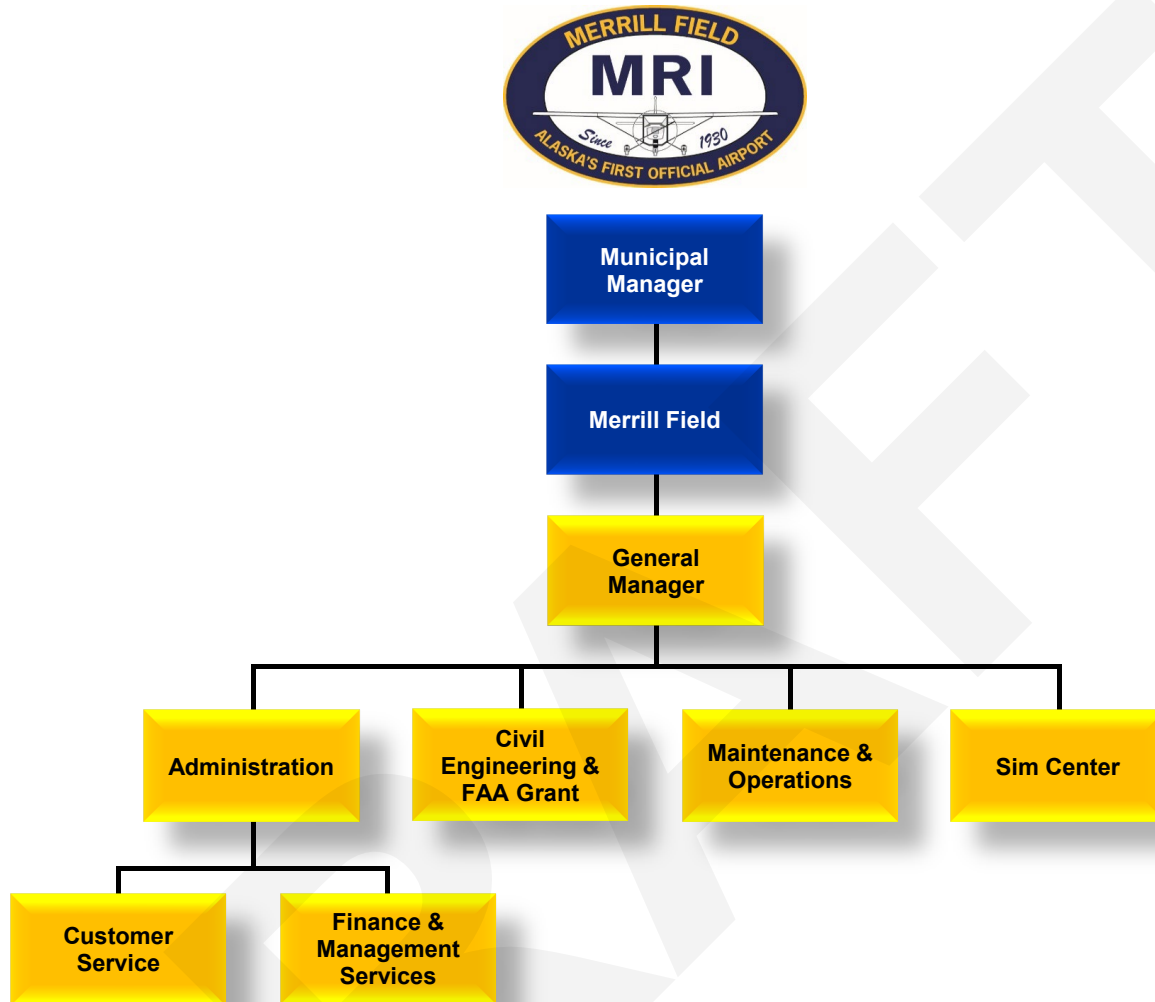 MERRILL FIELD
MRI
Since 1930
ALASKA'S FIRST OFFICIAL AIRPORT
Municipal
Manager
Merrill Field
General
Manager
Administration
Civil
Engineering &
FAA Grant
Maintenance &
Operations
Sim Center
Customer
Service
Finance &
Management
Services
DRAFT